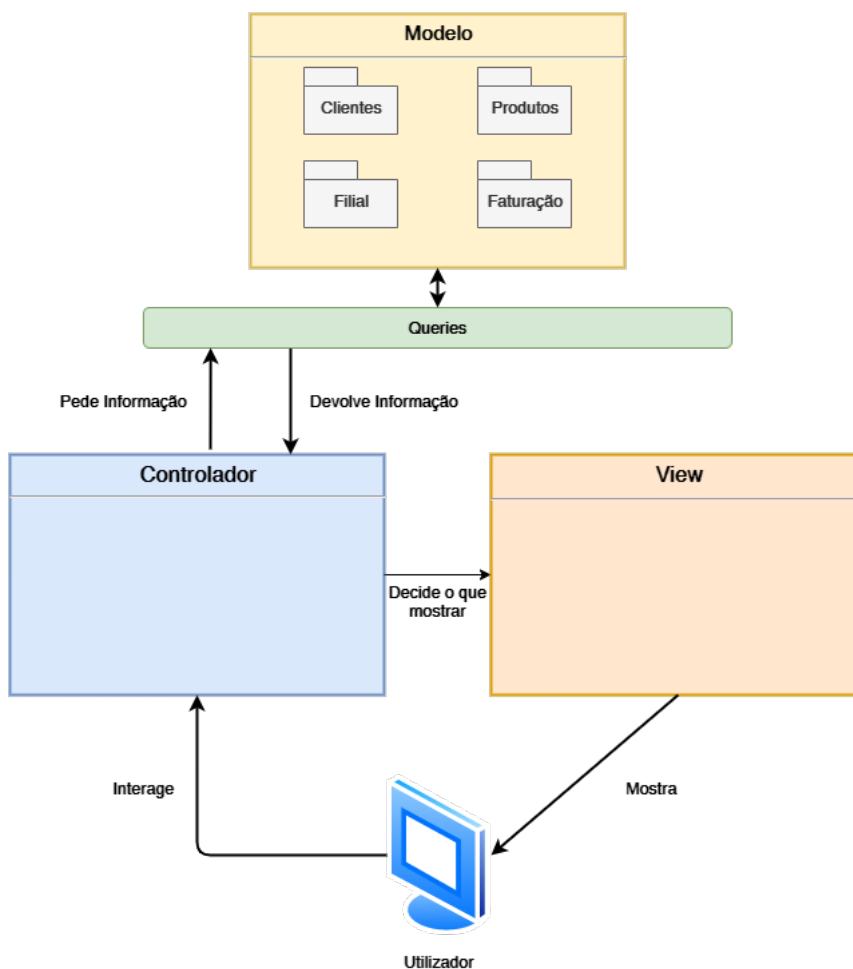 Modelo
Clientes
Produtos
Filial
Faturação
Queries
Pede Informação
Devolve Informação
Controlador
View
Decide o que
mostrar
Interage
Mostra
Utilizador